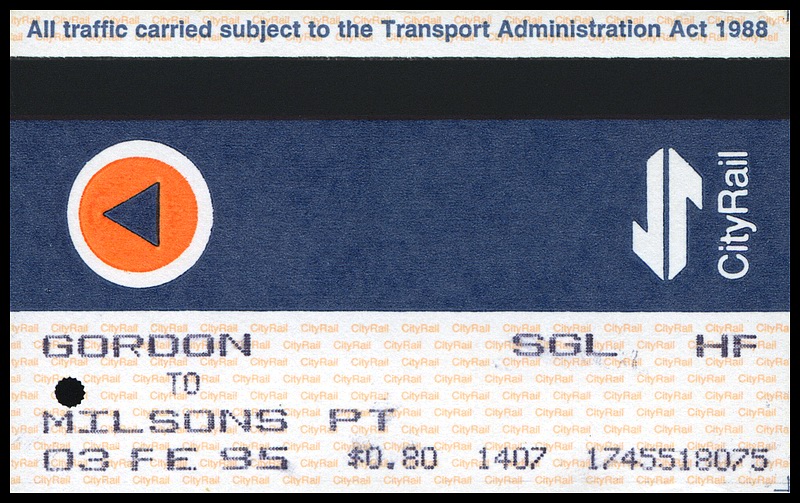 All traffic carried subject to the Transport Administration Act 1988
CityRail
GORDON SGL HF
TO
MILSONS PT
03 FE 95 $0.80 1407 1745518075